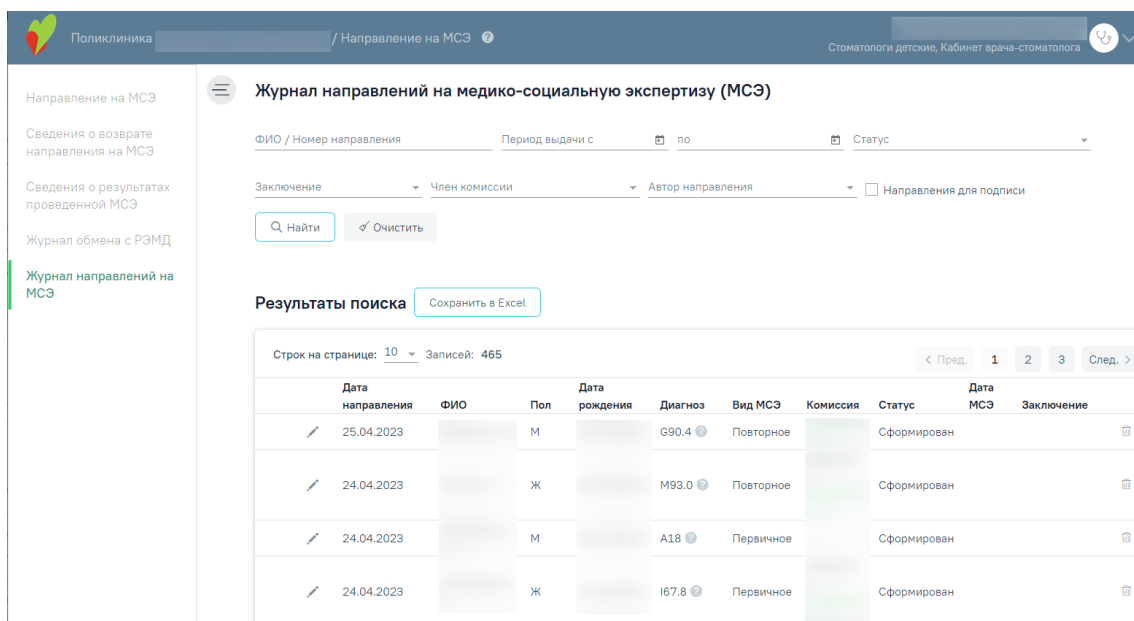 Поликлиника / Направление на МСЭ ?
Стоматологи детские, Кабинет врача-стоматолога
Направление на МСЭ
Сведения о возврате
направления на МСЭ
Сведения о результатах
проведенной МСЭ
Журнал обмена с РЭМД
Журнал направлений на
МСЭ
Журнал направлений на медико-социальную экспертизу (МСЭ)
ФИО / Номер направления Период выдачи с по Статус
Заключение Член комиссии Автор направления Направления для подписи
Найти Очистить
Результаты поиска Сохранить в Excel
Строк на странице: 10 Записей: 465 < Пред. 1 2 3 След. >
Дата направления ФИО Пол Дата рождения Диагноз Вид МСЭ Комиссия Статус Дата МСЭ Заключение
25.04.2023 М G90.4 ? Повторное Сформирован
24.04.2023 Ж M93.0 ? Повторное Сформирован
24.04.2023 М A18 ? Первичное Сформирован
24.04.2023 Ж I67.8 ? Первичное Сформирован